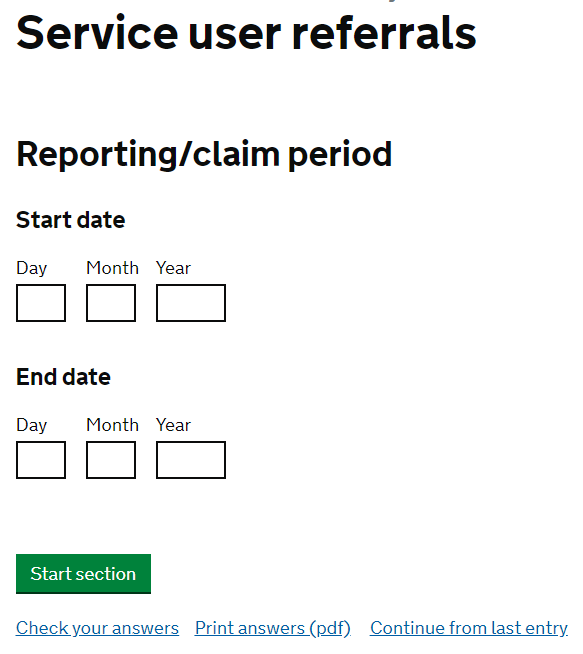 Service user referrals
Reporting/claim period
Start date
Day Month Year
End date
Day Month Year
Start section
Check your answers Print answers (pdf) Continue from last entry